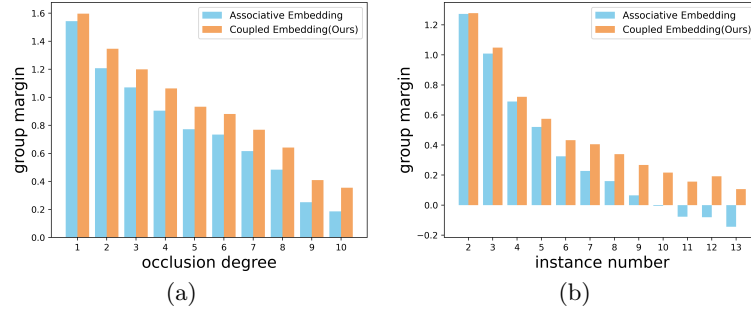 1.6
1.4
1.2
1.0
0.8
0.6
0.4
0.2
0.0
group margin
Associative Embedding
Coupled Embedding(Ours)
1 2 3 4 5 6 7 8 9 10
occlusion degree
(a)
1.2
1.0
0.8
0.6
0.4
0.2
0.0
−0.2
group margin
Associative Embedding
Coupled Embedding(Ours)
2 3 4 5 6 7 8 9 10 11 12 13
instance number
(b)